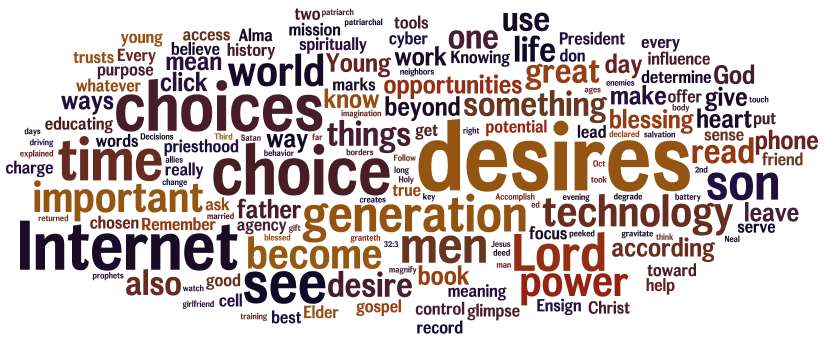 two patriarch patriarchal
young access Alma mission tools use President
trusts Every believe history spiritually cyber one life don every
purpose mean world Young work Knowing great day influence
whatever click neighbors opportunities enemies determine God
ways choices marks know beyond something ages make offer give touch
educating imagination body blessing heart put
days Decisions Third Satan far things get right potential lead declared salvation sense phone
driving words priesthood way desires read friend
explained time allies behavior borders choice Follow Oct 2nd
charge really long Holy took son
change creates true key Accomplish evening degrade battery
important ask father generation ed technology leave
returned chosen Remember married agency gift focus peeked gravitate think serve
Internet blessed granteth 32:3 men Jesus deed Lord according Neal
become man
prophets also watch good see desire magnify book power toward
girlfriend cell meaning Ensign Christ help
training best Elder gospel control glimpse
record